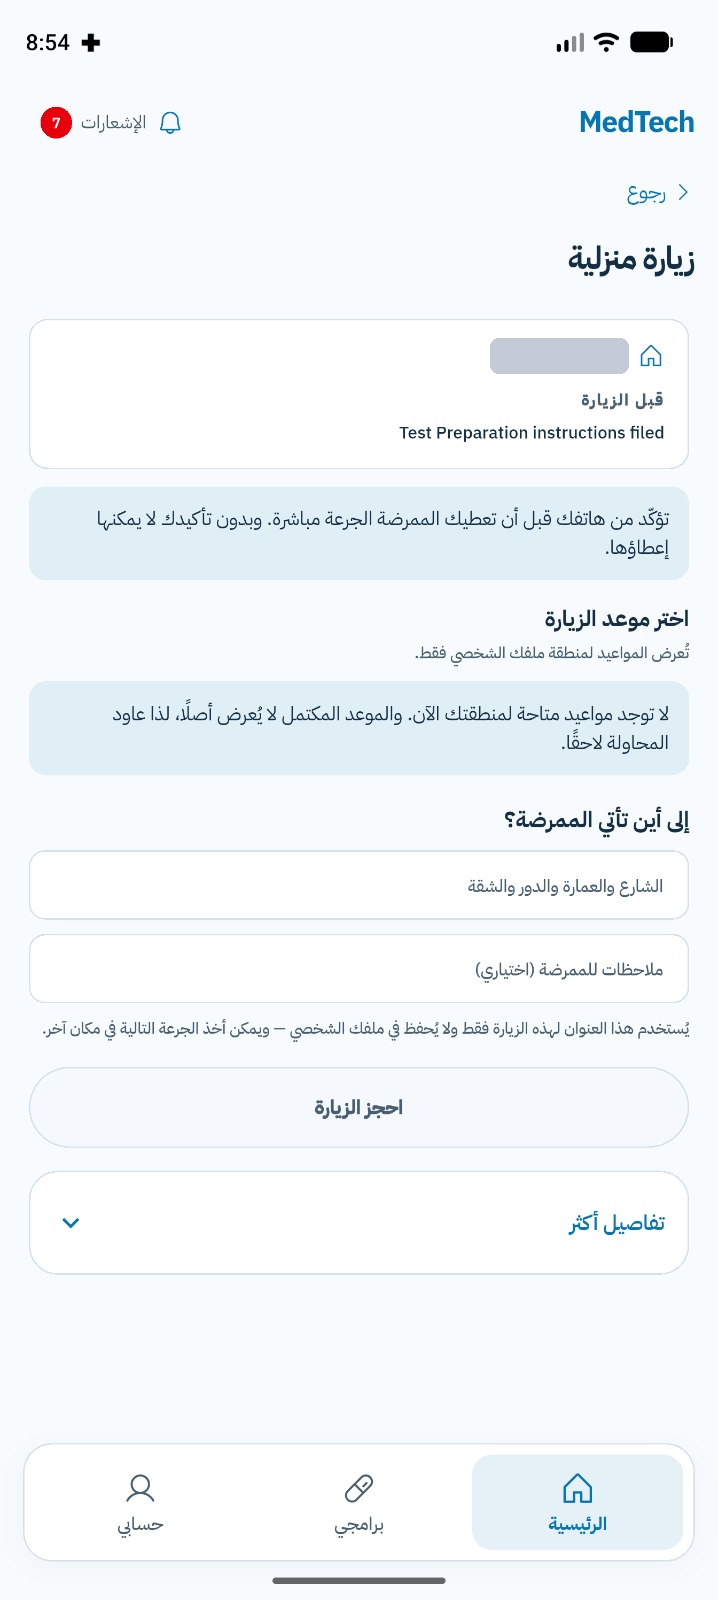 8:54
MedTech
الإشعارات 7
رجوع
زيارة منزلية
قبل الزيارة
Test Preparation instructions filed
تؤكّد من هاتفك قبل أن تعطيك الممرضة الجرعة مباشرة. وبدون تأكيدك لا يمكنها
إعطاؤها.
اختر موعد الزيارة
تُعرض المواعيد لمنطقة ملفك الشخصي فقط.
لا توجد مواعيد متاحة لمنطقتك الآن. والموعد المكتمل لا يُعرض أصلًا، لذا عاود
المحاولة لاحقًا.
إلى أين تأتي الممرضة؟
الشارع والعمارة والدور والشقة
ملاحظات للممرضة (اختياري)
يُستخدم هذا العنوان لهذه الزيارة فقط ولا يُحفظ في ملفك الشخصي — ويمكن أخذ الجرعة التالية في مكان آخر.
احجز الزيارة
تفاصيل أكثر
الرئيسية
برامجي
حسابي